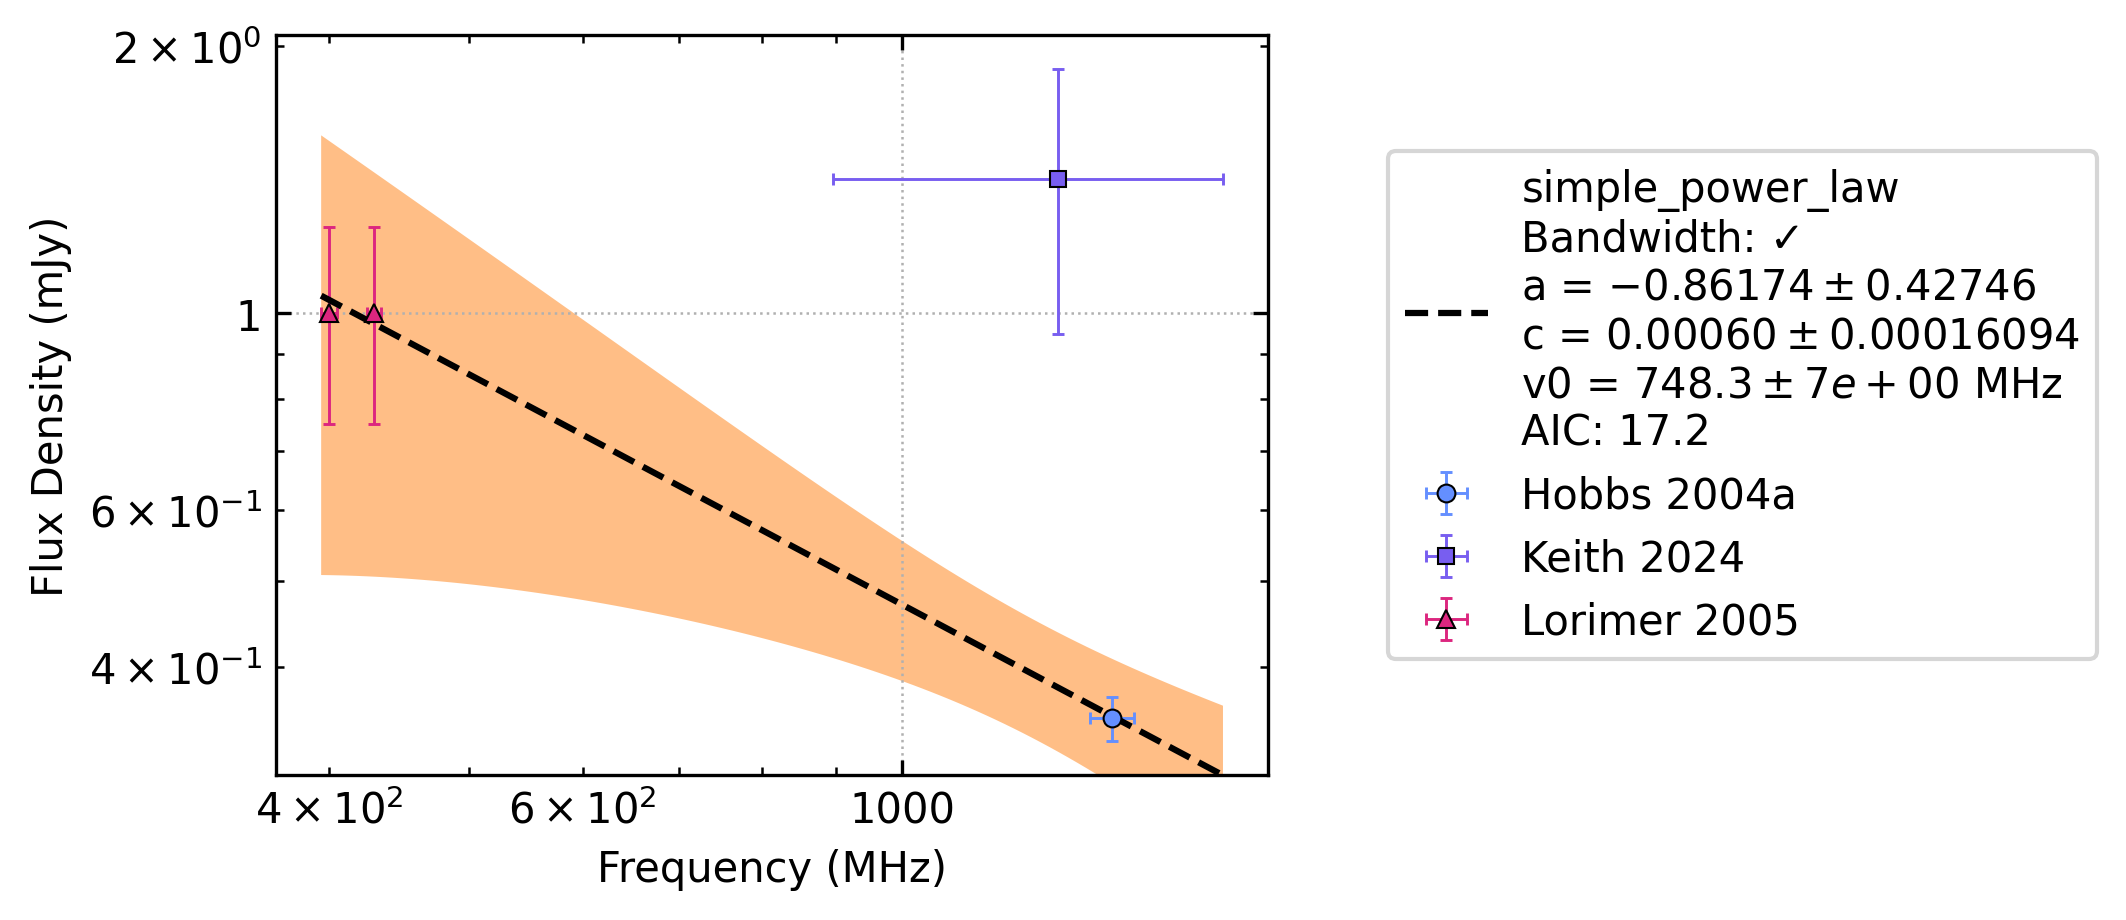 2 × 10⁰
1
6 × 10⁻¹
4 × 10⁻¹
Flux Density (mJy)
4 × 10²
6 × 10²
1000
Frequency (MHz)
simple_power_law
Bandwidth: ✓
a = −0.86174 ± 0.42746
c = 0.00060 ± 0.00016094
v0 = 748.3 ± 7e + 00 MHz
AIC: 17.2
Hobbs 2004a
Keith 2024
Lorimer 2005